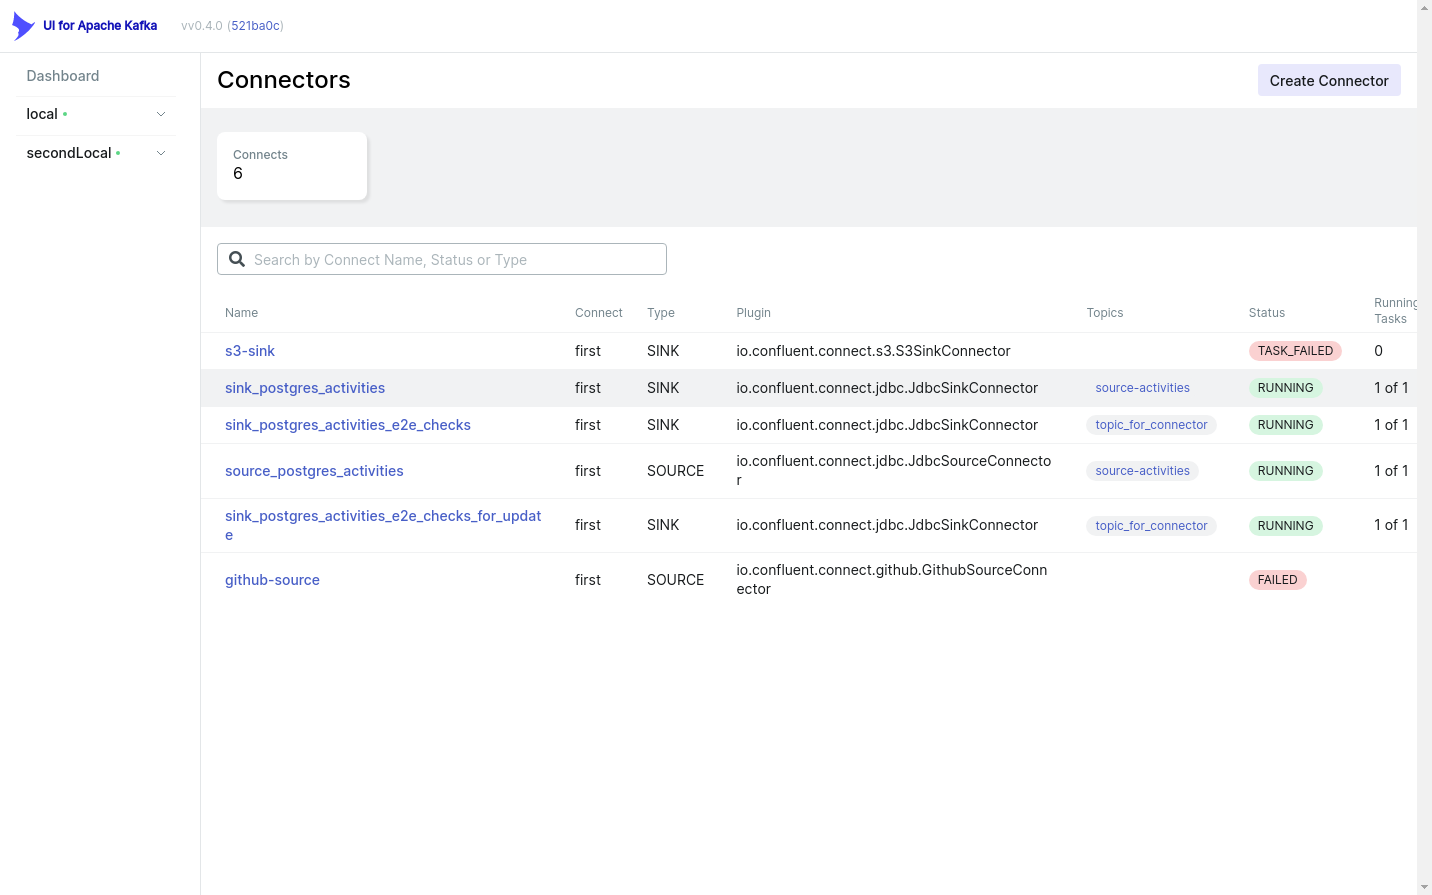 UI for Apache Kafka vv0.4.0 (521ba0c)
Dashboard
local
secondLocal
Connectors
Create Connector
Connects
6
Search by Connect Name, Status or Type
Name Connect Type Plugin Topics Status Running
Tasks
s3-sink first SINK io.confluent.connect.s3.S3SinkConnector TASK_FAILED 0
sink_postgres_activities first SINK io.confluent.connect.jdbc.JdbcSinkConnector source-activities RUNNING 1 of 1
sink_postgres_activities_e2e_checks first SINK io.confluent.connect.jdbc.JdbcSinkConnector topic_for_connector RUNNING 1 of 1
source_postgres_activities first SOURCE io.confluent.connect.jdbc.JdbcSourceConnecto
r source-activities RUNNING 1 of 1
sink_postgres_activities_e2e_checks_for_updat
e first SINK io.confluent.connect.jdbc.JdbcSinkConnector topic_for_connector RUNNING 1 of 1
github-source first SOURCE io.confluent.connect.github.GithubSourceConn
ector FAILED